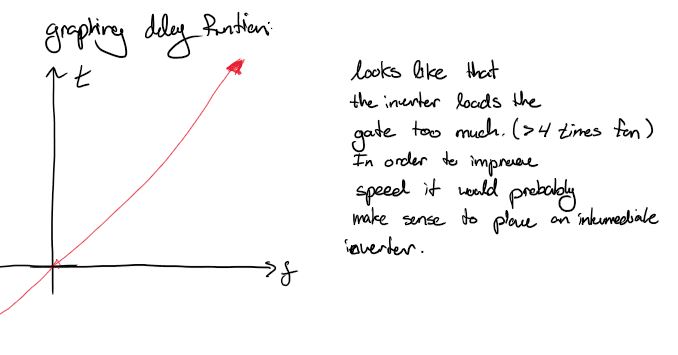 graphing delay function:
t
f
looks like that
the inverter loads the
gate too much. (>4 times fan)
In order to improve
speed it would probably
make sense to place an intermediate
inverter.